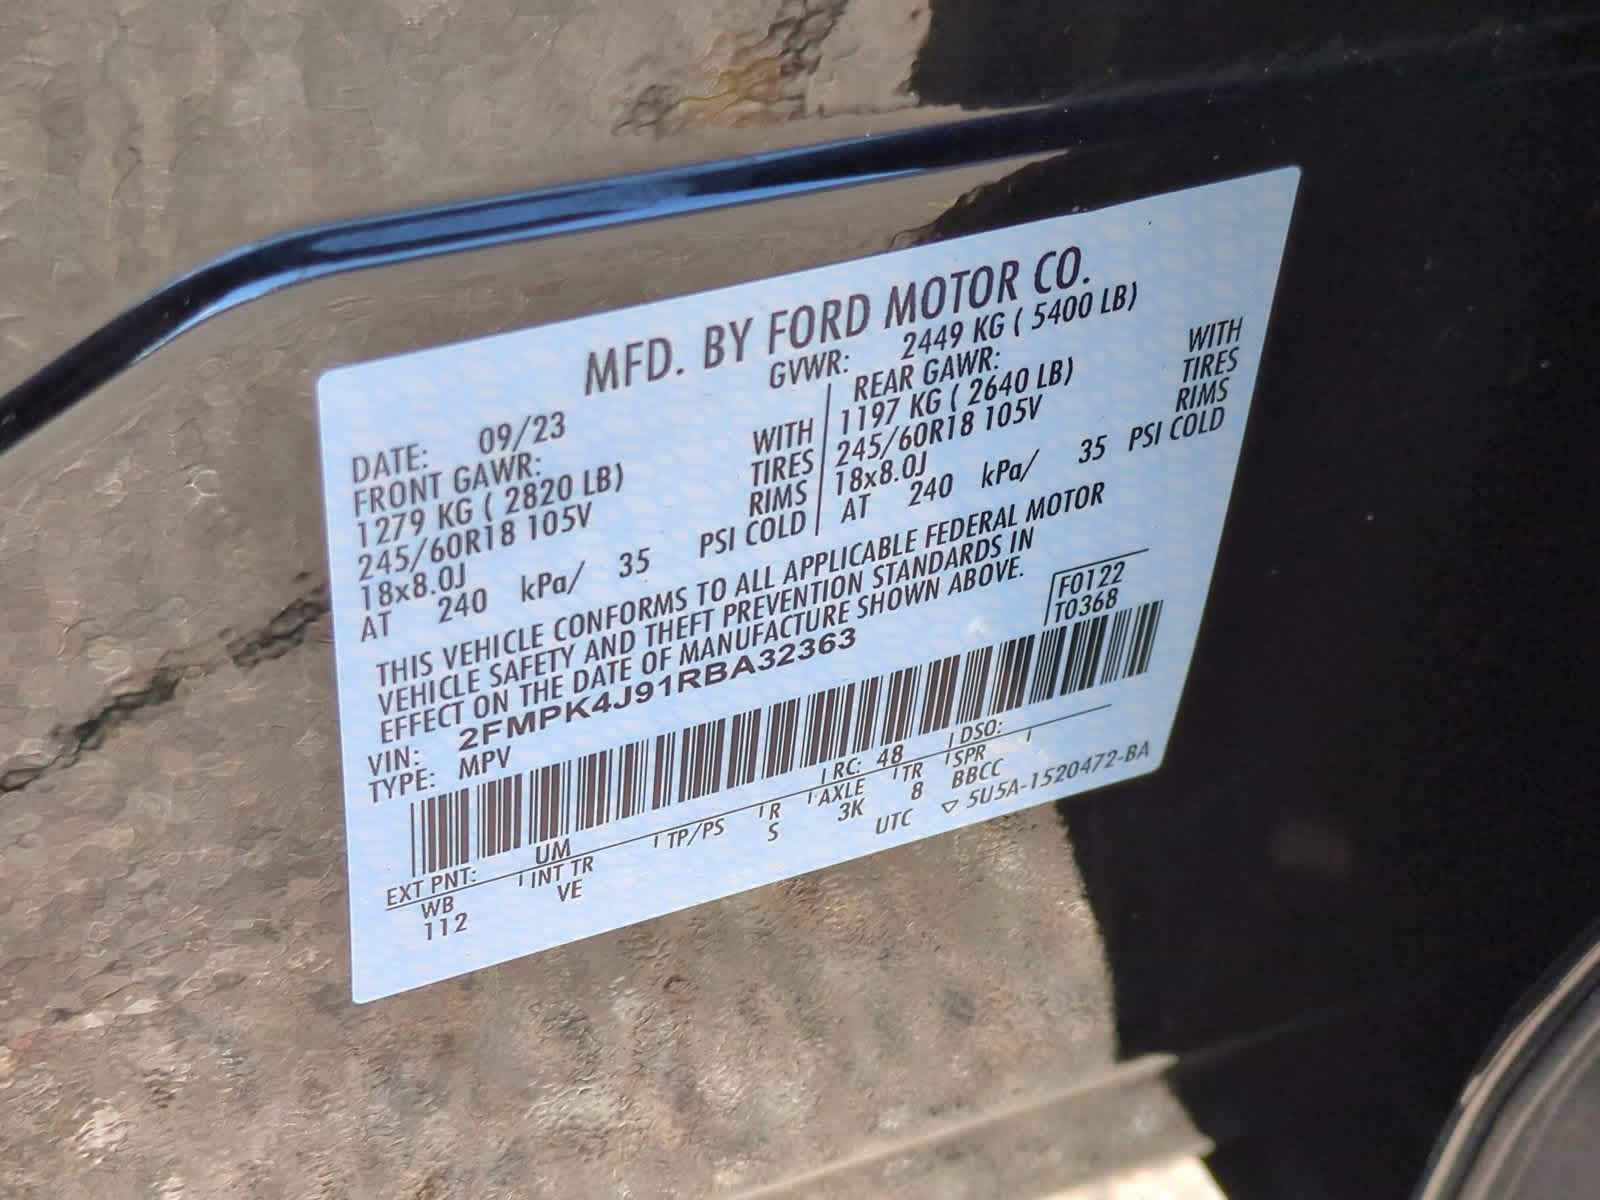 MFD. BY FORD MOTOR CO.
DATE: 09/23 GVWR: 2449 KG ( 5400 LB)
FRONT GAWR: REAR GAWR:
1279 KG ( 2820 LB) WITH 1197 KG ( 2640 LB) WITH
245/60R18 105V TIRES 245/60R18 105V TIRES
18x8.0J RIMS 18x8.0J RIMS
AT 240 kPa/ 35 PSI COLD AT 240 kPa/ 35 PSI COLD
THIS VEHICLE CONFORMS TO ALL APPLICABLE FEDERAL MOTOR
VEHICLE SAFETY AND THEFT PREVENTION STANDARDS IN
EFFECT ON THE DATE OF MANUFACTURE SHOWN ABOVE.
VIN: 2FMPK4J91RBA32363 F0122
TYPE: MPV T0368
EXT PNT: UM RC: 48 DSO:
WB INT TR TP/PS R AXLE TR SPR
112 VE S 3K 8 BBCC
UTC ▽ 5U5A-1520472-BA